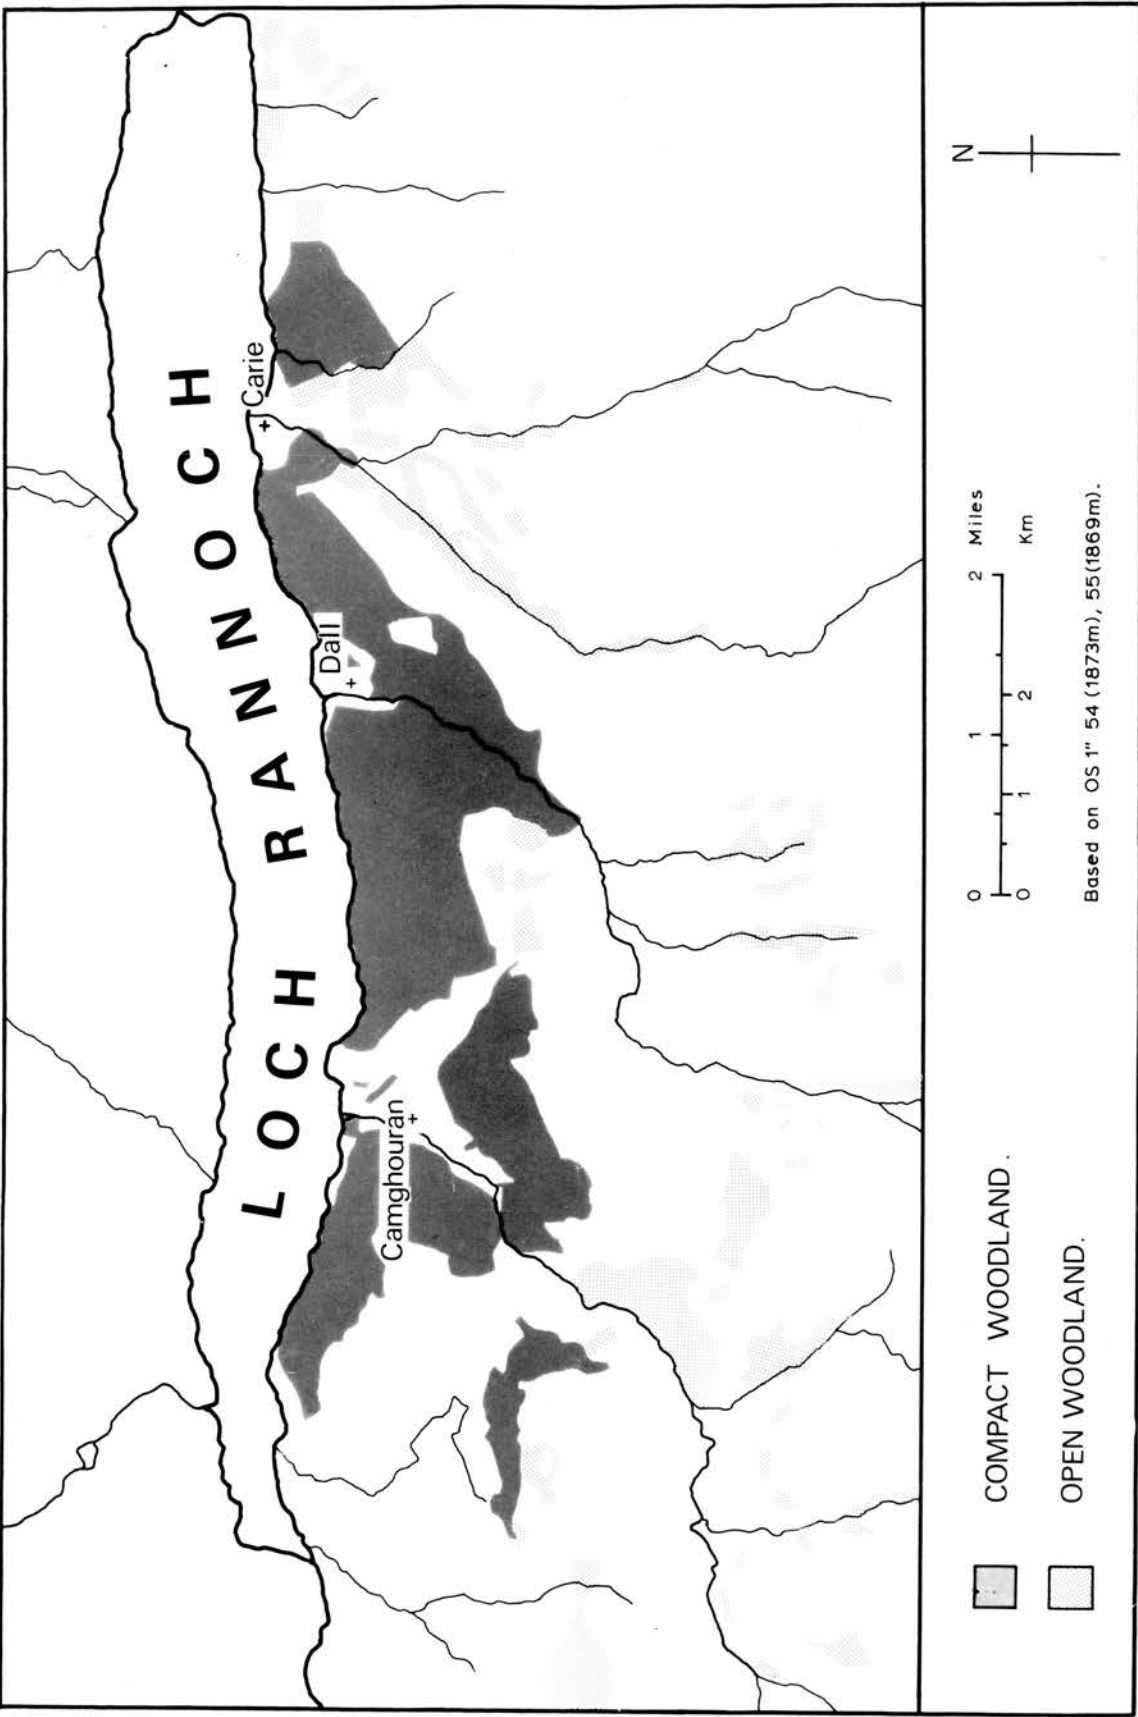 LOCH RANNOCH
Camghouran
Dall
Carie
COMPACT WOODLAND.
OPEN WOODLAND.
0 1 2 Miles
0 1 2 Km
Based on OS 1" 54 (1873m), 55(1869m).
N